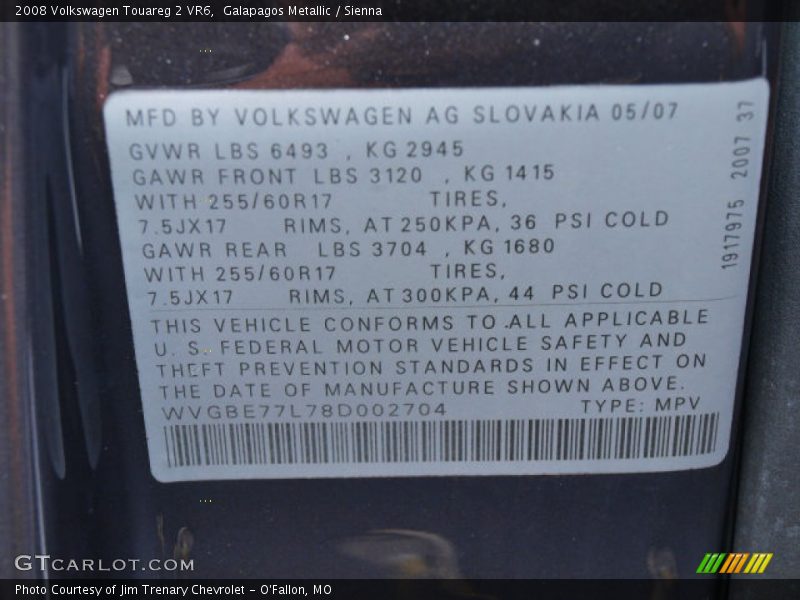 2008 Volkswagen Touareg 2 VR6,  Galapagos Metallic / Sienna
MFD BY VOLKSWAGEN AG SLOVAKIA 05/07
GVWR LBS 6493 , KG 2945
GAWR FRONT LBS 3120 , KG 1415
WITH 255/60R17 TIRES,
7.5JX17 RIMS, AT 250KPA, 36 PSI COLD
GAWR REAR LBS 3704 , KG 1680
WITH 255/60R17 TIRES,
7.5JX17 RIMS, AT 300KPA, 44 PSI COLD
THIS VEHICLE CONFORMS TO ALL APPLICABLE
U. S. FEDERAL MOTOR VEHICLE SAFETY AND
THEFT PREVENTION STANDARDS IN EFFECT ON
THE DATE OF MANUFACTURE SHOWN ABOVE.
WVGBE77L78D002704 TYPE: MPV
1917975 2007 37
GTCARLOT.COM
Photo Courtesy of Jim Trenary Chevrolet - O'Fallon, MO